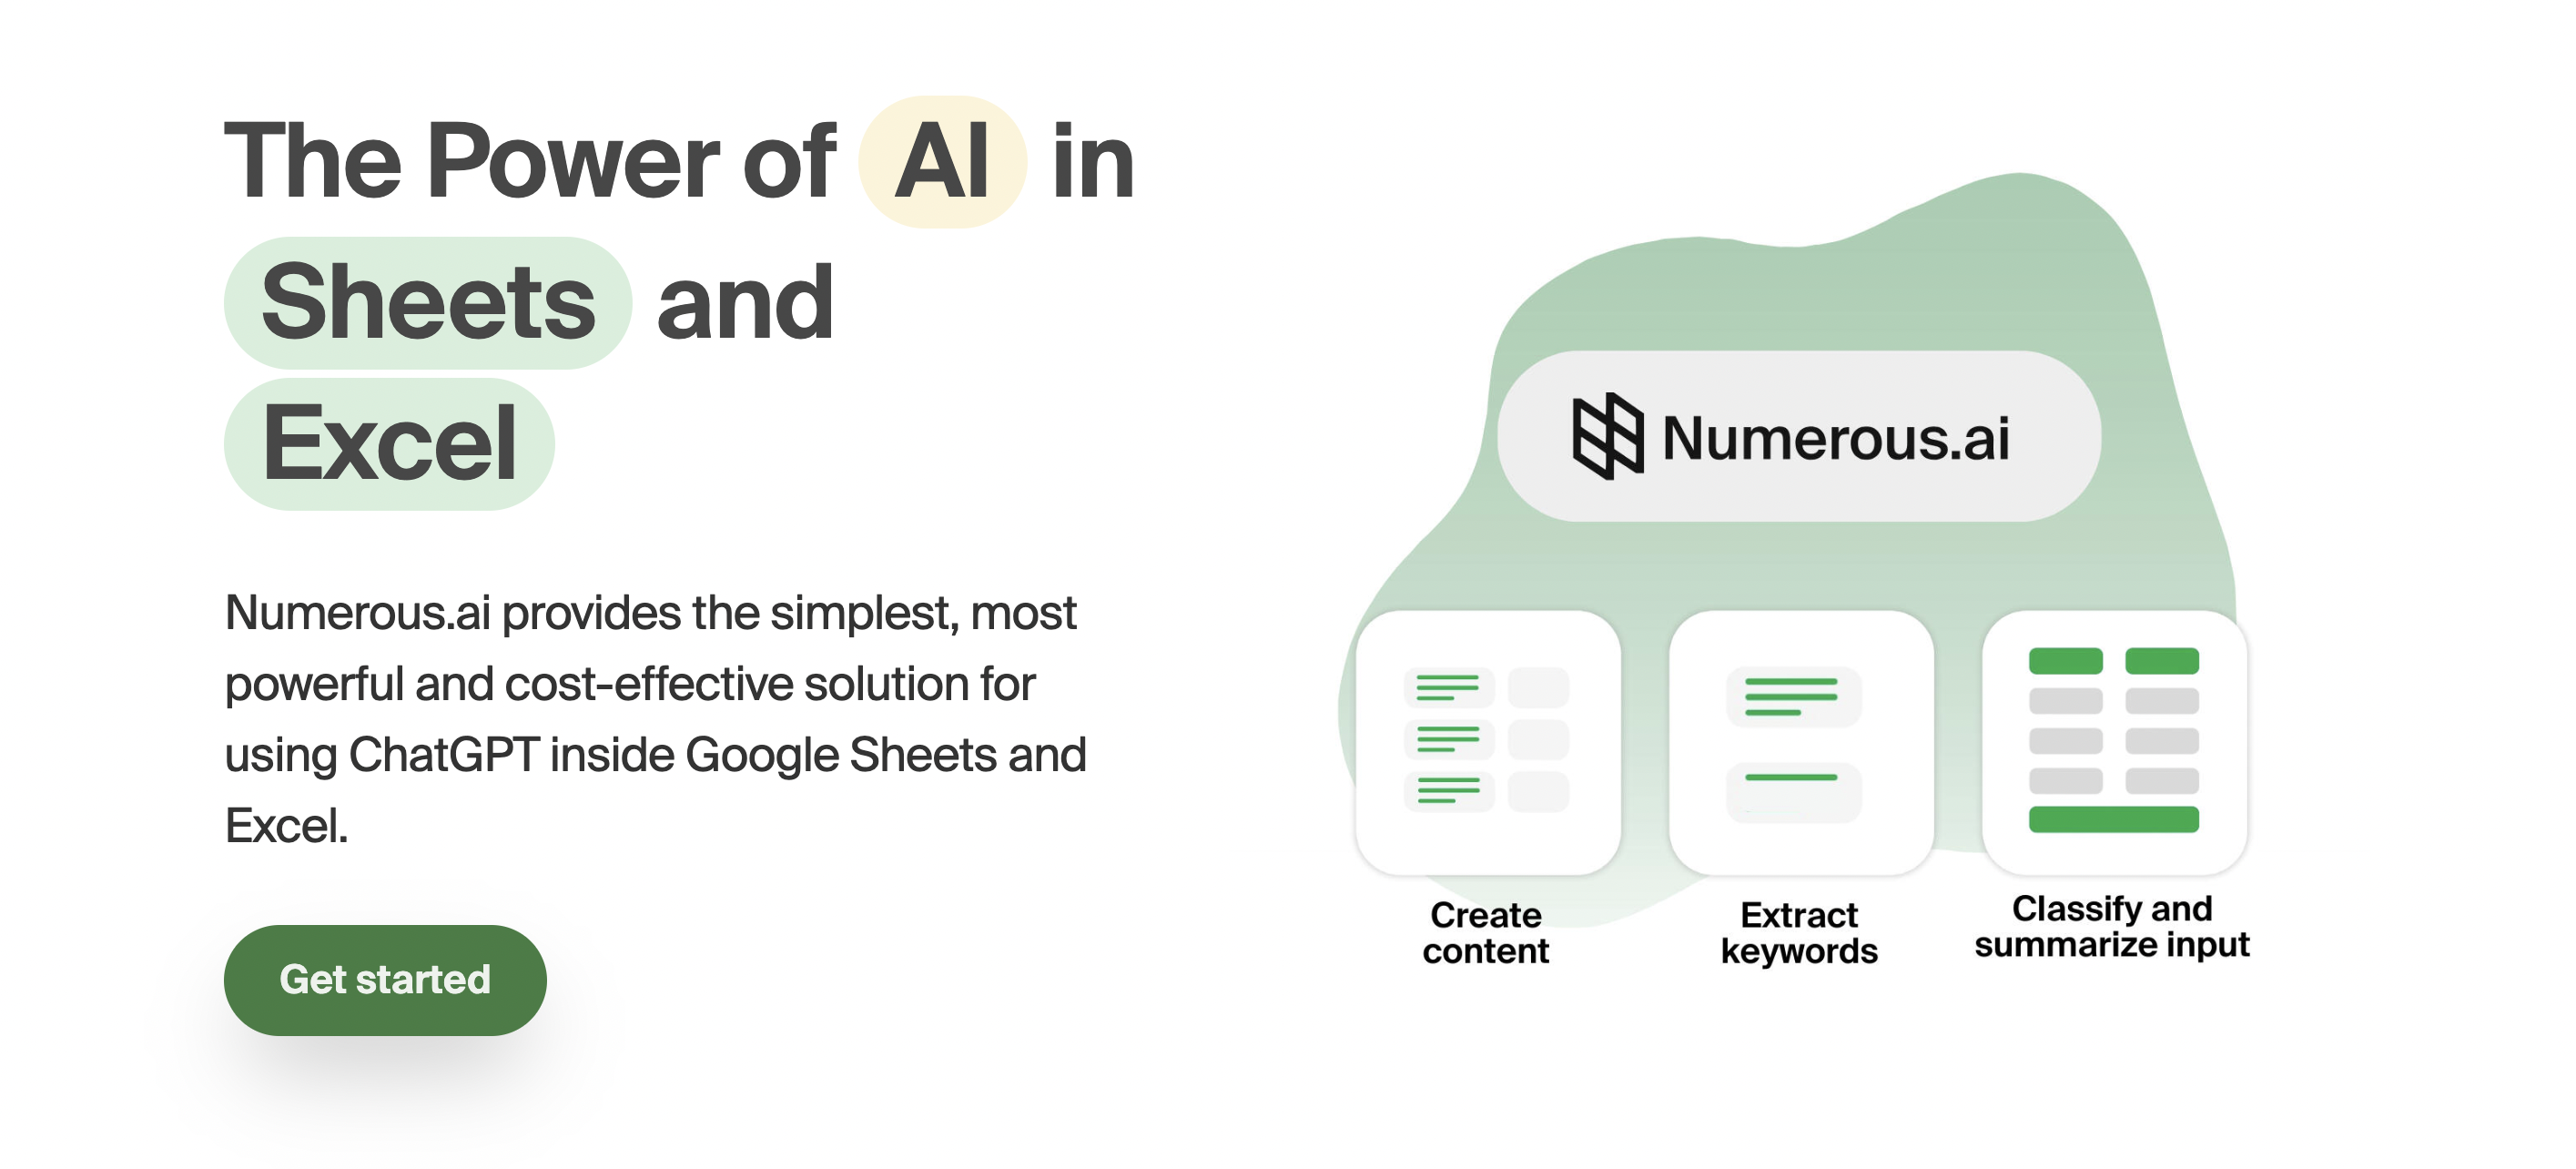 The Power of AI in
Sheets and
Excel
Numerous.ai provides the simplest, most
powerful and cost-effective solution for
using ChatGPT inside Google Sheets and
Excel.
Get started
Numerous.ai
Create
content
Extract
keywords
Classify and
summarize input